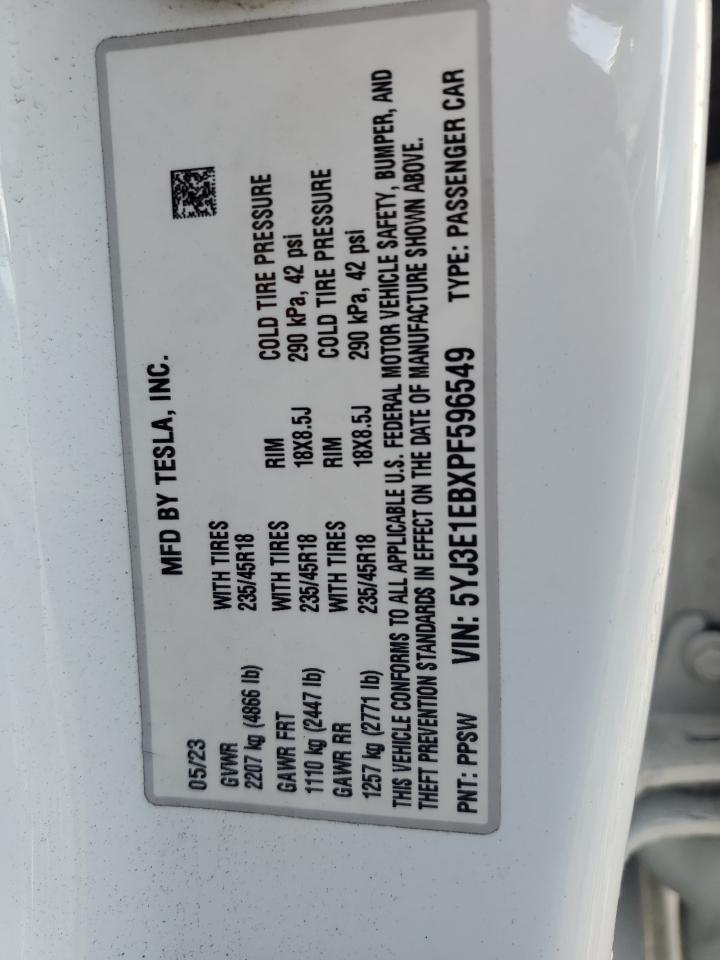 MFD BY TESLA, INC.
05/23
GVWR WITH TIRES
2207 kg (4866 lb) 235/45R18
GAWR FRT WITH TIRES RIM COLD TIRE PRESSURE
1110 kg (2447 lb) 235/45R18 18X8.5J 290 kPa, 42 psi
GAWR RR WITH TIRES RIM COLD TIRE PRESSURE
1257 kg (2771 lb) 235/45R18 18X8.5J 290 kPa, 42 psi
THIS VEHICLE CONFORMS TO ALL APPLICABLE U.S. FEDERAL MOTOR VEHICLE SAFETY, BUMPER, AND
THEFT PREVENTION STANDARDS IN EFFECT ON THE DATE OF MANUFACTURE SHOWN ABOVE.
PNT: PPSW VIN: 5YJ3E1EBXPF596549 TYPE: PASSENGER CAR